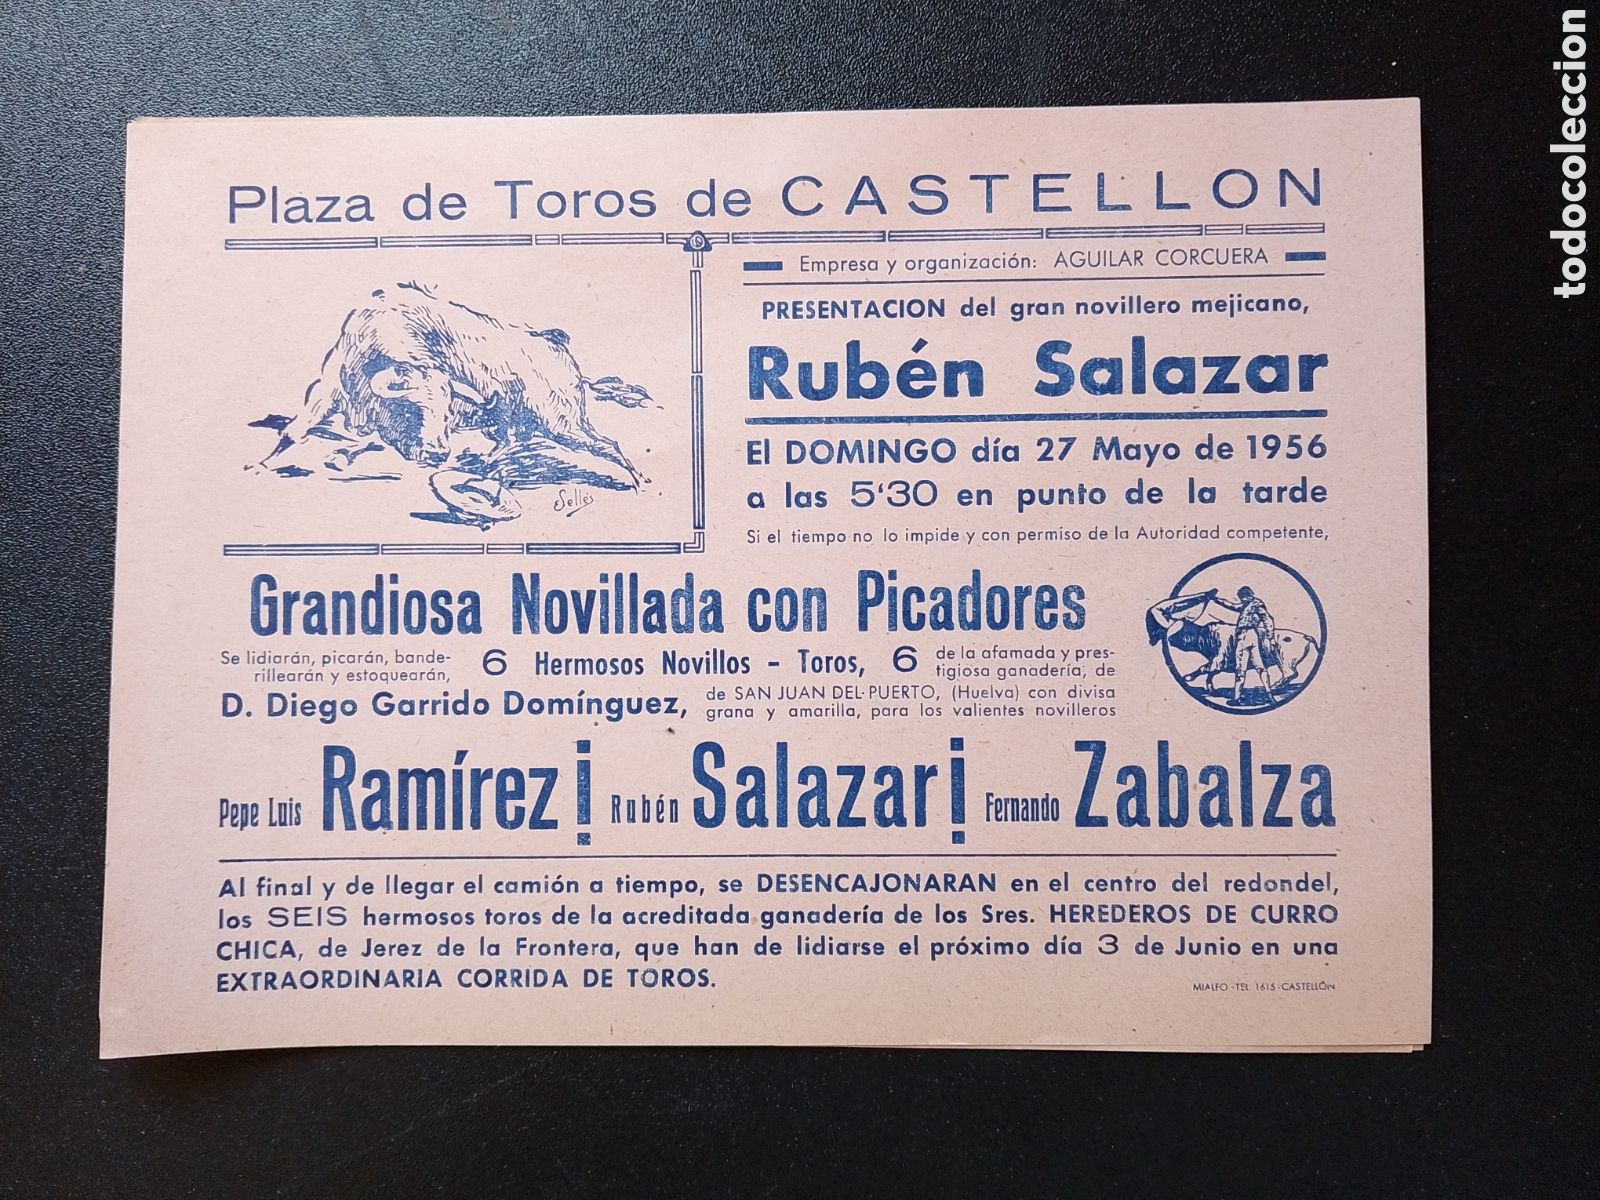 Plaza de Toros de CASTELLON
Empresa y organización: AGUILAR CORCUERA
PRESENTACION del gran novillero mejicano,
Rubén Salazar
El DOMINGO día 27 Mayo de 1956
a las 5'30 en punto de la tarde
Si el tiempo no lo impide y con permiso de la Autoridad competente,
Sellés
Grandiosa Novillada con Picadores
Se lidiarán, picarán, bande-
rillearán y estoquearán,
6 Hermosos Novillos - Toros, 6
de la afamada y pres-
tigiosa ganadería, de
D. Diego Garrido Domínguez,
de SAN JUAN DEL-PUERTO, (Huelva) con divisa
grana y amarilla, para los valientes novilleros
Pepe Luis Ramírez ¡ Rubén Salazar ¡ Fernando Zabalza
Al final y de llegar el camión a tiempo, se DESENCAJONARAN en el centro del redondel,
los SEIS hermosos toros de la acreditada ganadería de los Sres. HEREDEROS DE CURRO
CHICA, de Jerez de la Frontera, que han de lidiarse el próximo día 3 de Junio en una
EXTRAORDINARIA CORRIDA DE TOROS.
MIALFO - TEL. 1615 - CASTELLÓN
todocoleccion